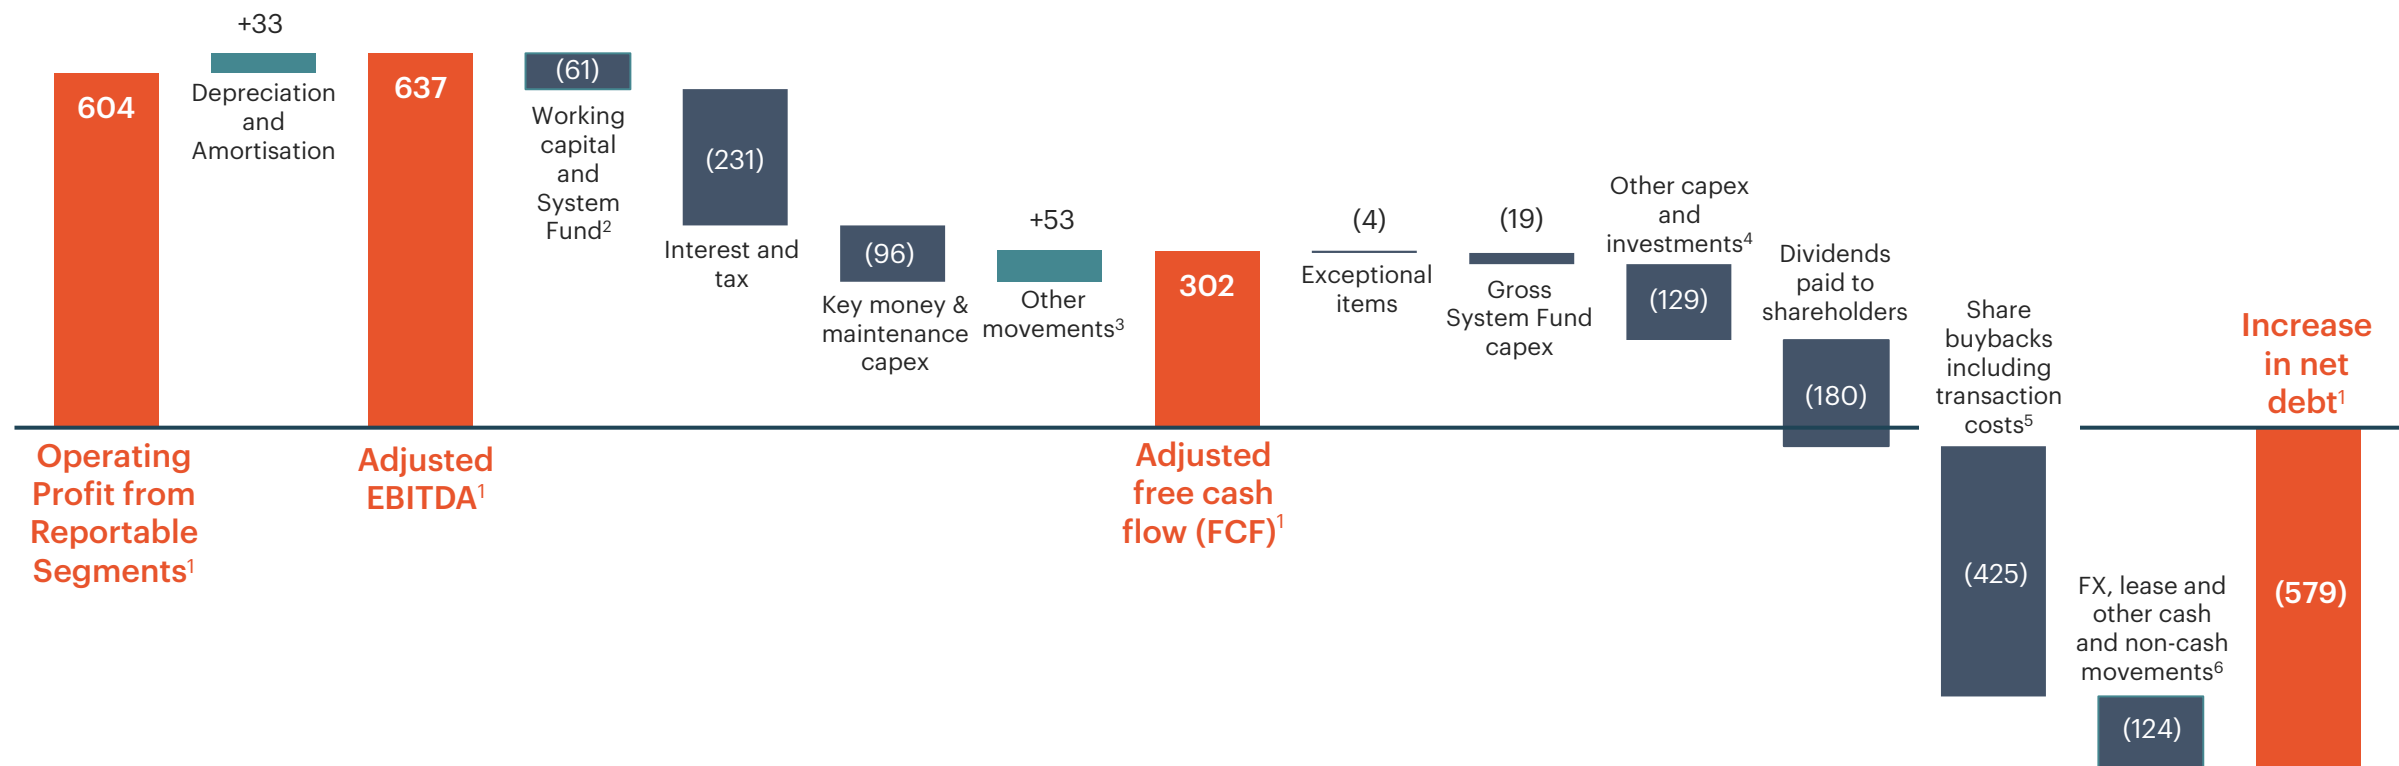 604
Operating
Profit from
Reportable
Segments1
+33
Depreciation
and
Amortisation
637
Adjusted
EBITDA1
(61)
Working
capital
and
System
Fund2
(231)
Interest and
tax
(96)
Key money &
maintenance
capex
+53
Other
movements3
302
Adjusted
free cash
flow (FCF)1
(4)
Exceptional
items
(19)
Gross
System Fund
capex
Other capex
and
investments4
(129)
Dividends
paid to
shareholders
(180)
Share
buybacks
including
transaction
costs5
(425)
FX, lease and
other cash
and non-cash
movements6
(124)
Increase
in net
debt1
(579)